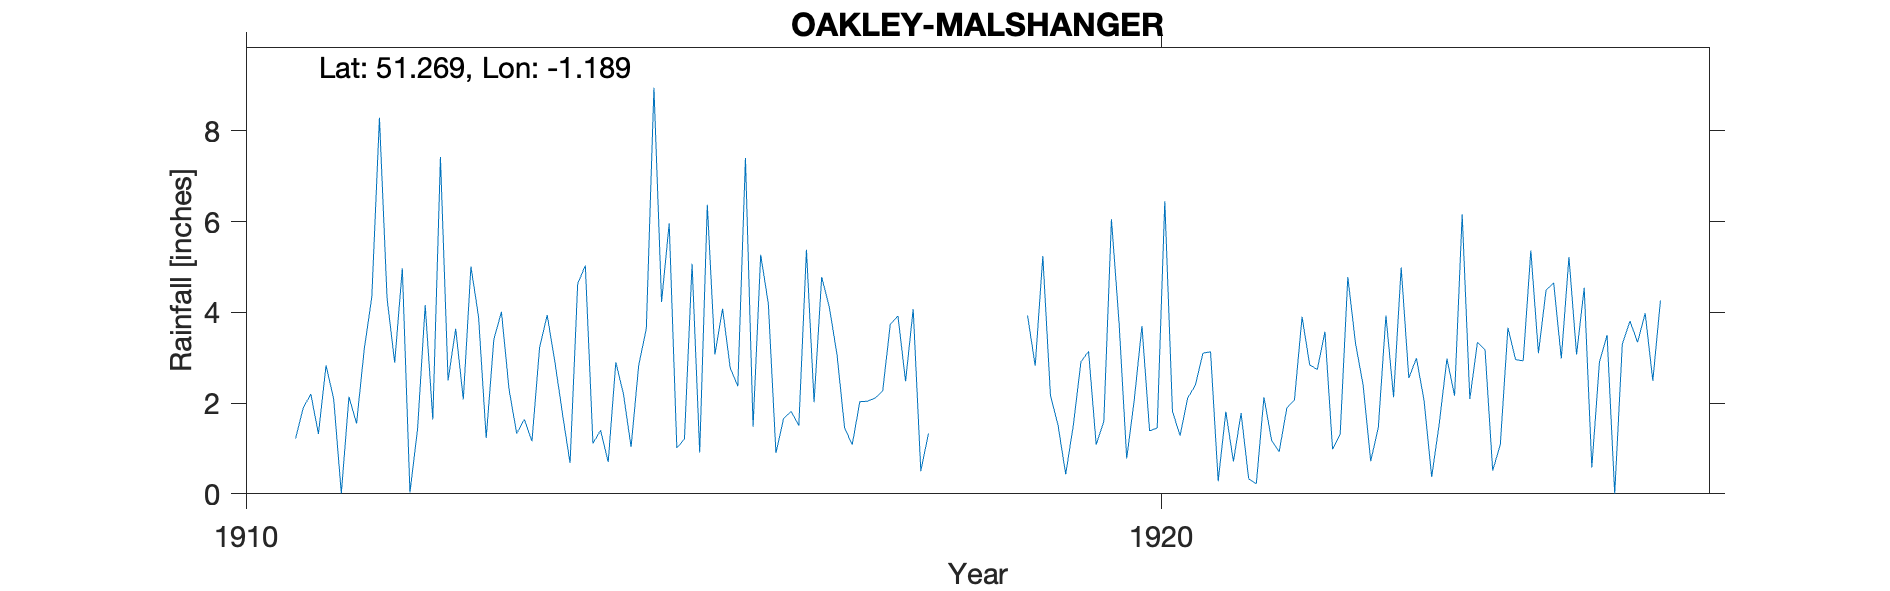 OAKLEY-MALSHANGER
Lat: 51.269, Lon: -1.189
8
6
4
2
0
Rainfall [inches]
1910
1920
Year